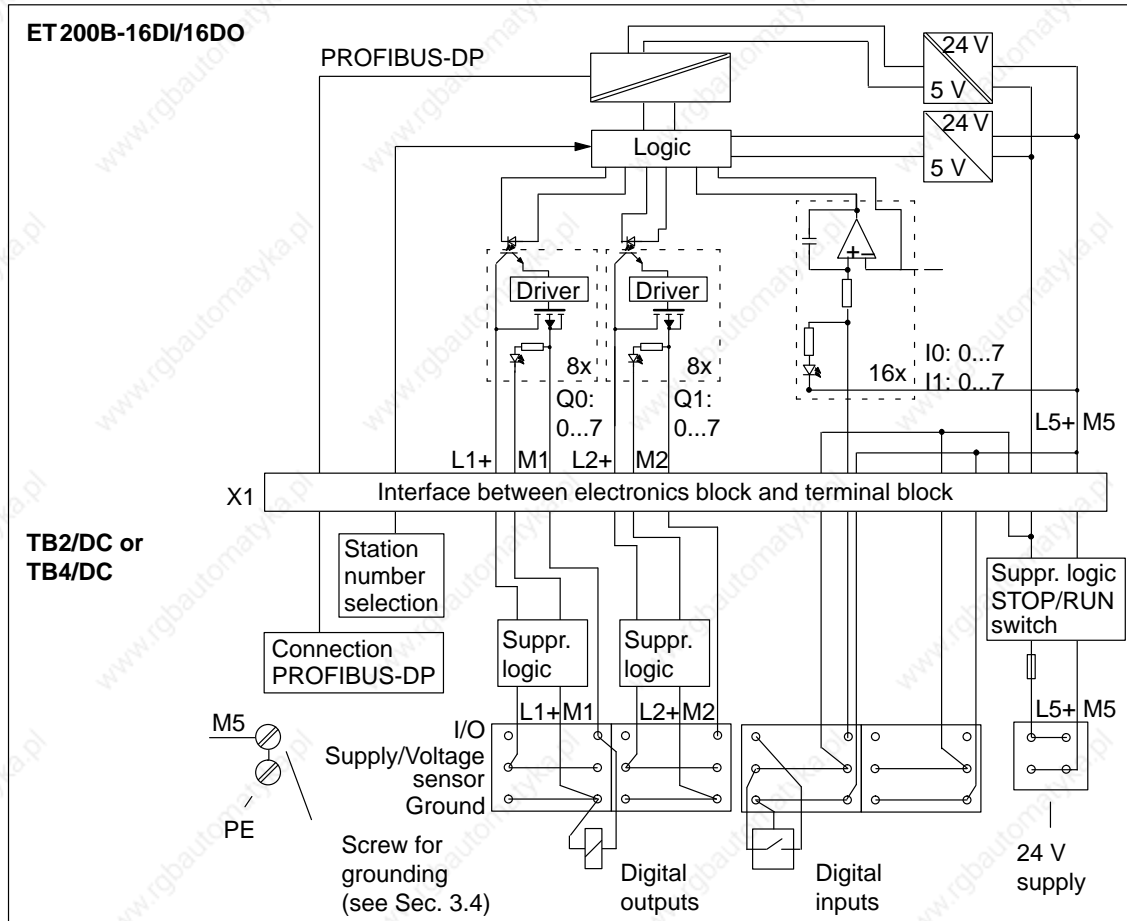 ET 200B-16DI/16DO
PROFIBUS-DP
24 V
5 V
24 V
5 V
Logic
Driver
Driver
8x
8x
16x
I0: 0...7
I1: 0...7
Q0:
0...7
Q1:
0...7
L5+ M5
L1+ M1 L2+ M2
X1
Interface between electronics block and terminal block
TB2/DC or
TB4/DC
Station
number
selection
Suppr. logic
STOP/RUN
switch
Connection
PROFIBUS-DP
Suppr.
logic
Suppr.
logic
L1+ M1
L2+ M2
L5+ M5
M5
I/O
Supply/Voltage
sensor
Ground
PE
Screw for
grounding
(see Sec. 3.4)
Digital
outputs
Digital
inputs
24 V
supply
www.rgbautomatyka.pl